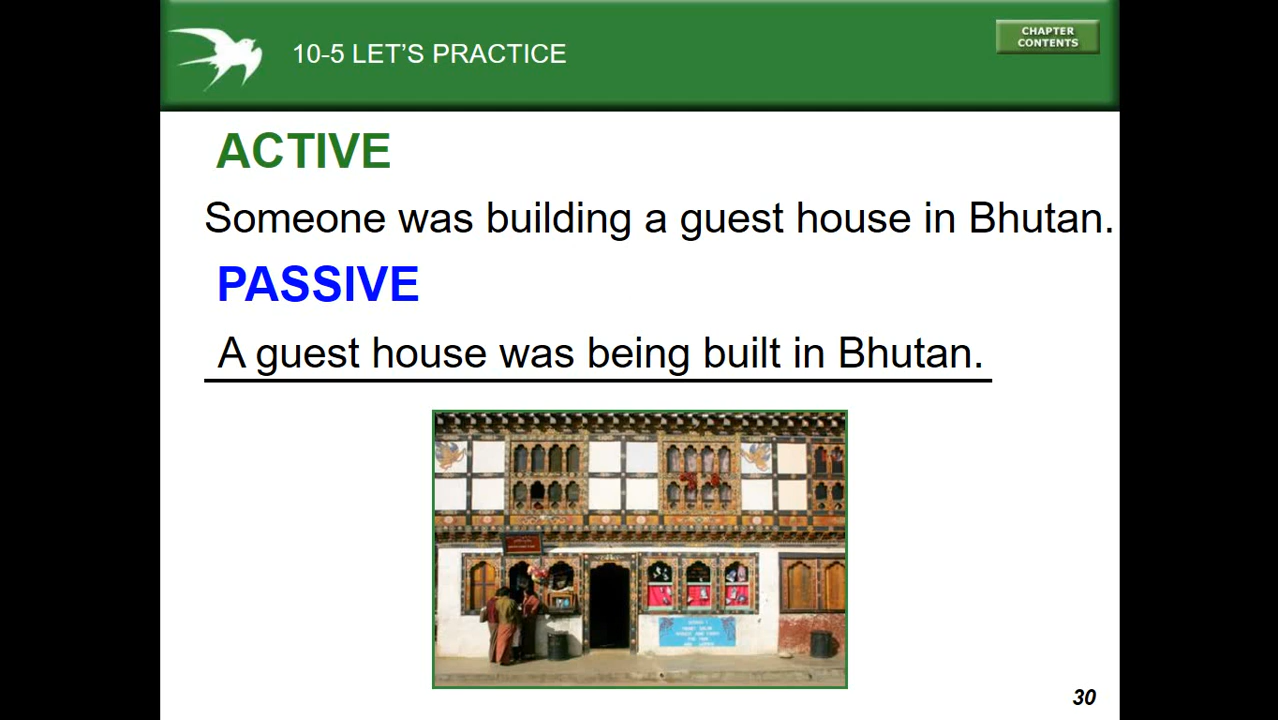 10-5 LET'S PRACTICE
CHAPTER
CONTENTS
ACTIVE
Someone was building a guest house in Bhutan.
PASSIVE
A guest house was being built in Bhutan.
30